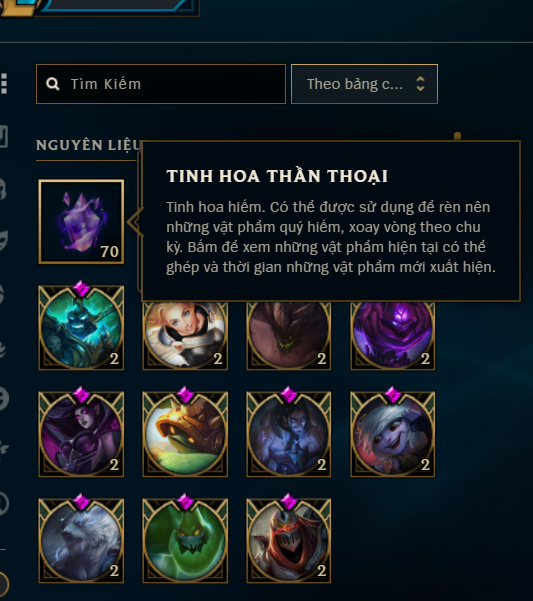 Tìm Kiếm
Theo bảng c...
NGUYÊN LIỆU
TINH HOA THẦN THOẠI
Tinh hoa hiếm. Có thể được sử dụng để rèn nên
những vật phẩm quý hiếm, xoay vòng theo chu
kỳ. Bấm để xem những vật phẩm hiện tại có thể
ghép và thời gian những vật phẩm mới xuất hiện.
70
2 2 2 2
2 2 2 2
2 2 2